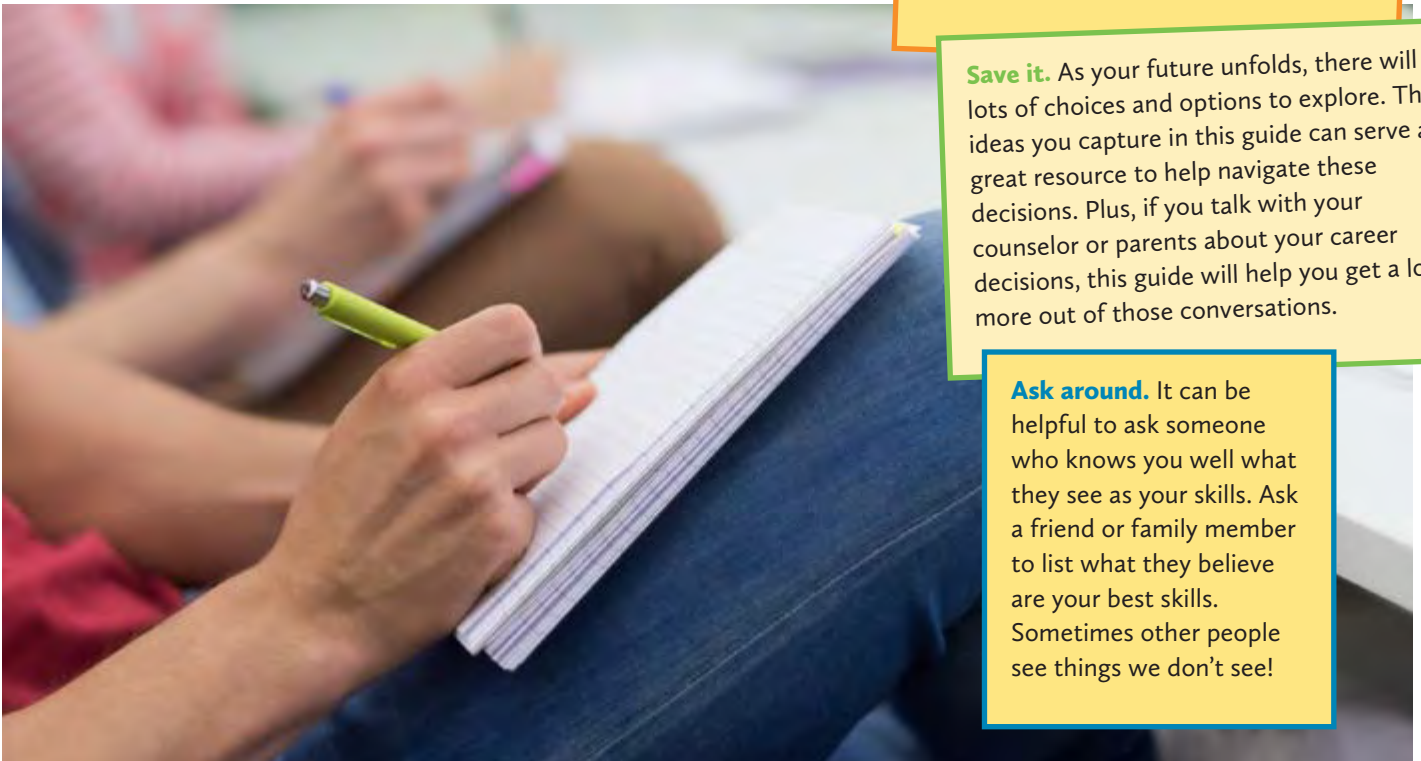 Save it. As your future unfolds, there will
lots of choices and options to explore.
ideas you capture in this guide can serve
great resource to help navigate these
decisions. Plus, if you talk with your
counselor or parents about your career
decisions, this guide will help you get a
more out of those conversations.
Ask around. It can be
helpful to ask someone
who knows you well what
they see as your skills. Ask
a friend or family member
to list what they believe
are your best skills.
Sometimes other people
see things we don't see!